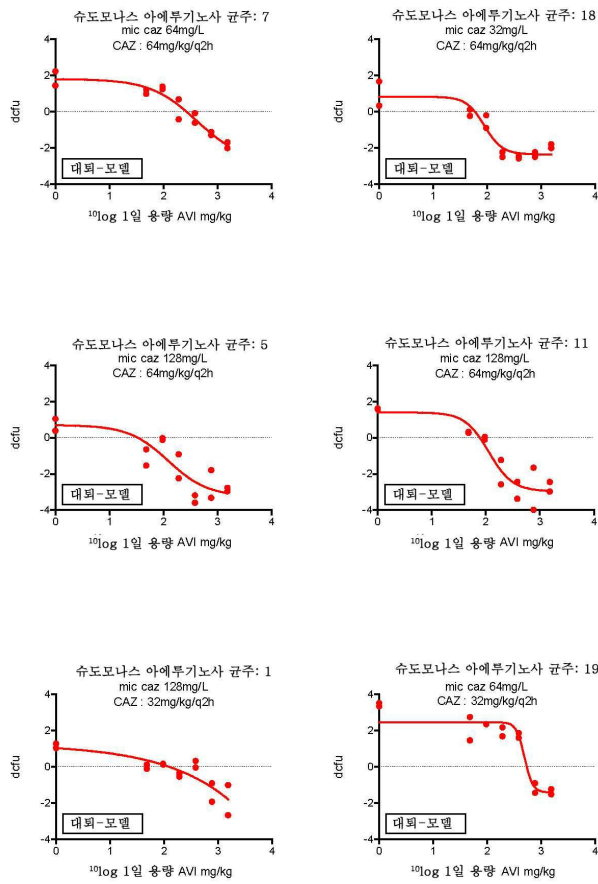 슈도모나스 아에루기노사 균주: 7
mic caz 64mg/L
CAZ : 64mg/kg/q2h
4
2
0
-2
-4
dcfu
대퇴-모델
0 1 2 3 4
¹⁰log 1일 용량 AVI mg/kg
슈도모나스 아에루기노사 균주: 18
mic caz 32mg/L
CAZ : 64mg/kg/q2h
4
2
0
-2
-4
dcfu
대퇴-모델
0 1 2 3 4
¹⁰log 1일 용량 AVI mg/kg
슈도모나스 아에루기노사 균주: 5
mic caz 128mg/L
CAZ : 64mg/kg/q2h
4
2
0
-2
-4
dcfu
대퇴-모델
0 1 2 3 4
¹⁰log 1일 용량 AVI mg/kg
슈도모나스 아에루기노사 균주: 11
mic caz 128mg/L
CAZ : 64mg/kg/q2h
4
2
0
-2
-4
dcfu
대퇴-모델
0 1 2 3 4
¹⁰log 1일 용량 AVI mg/kg
슈도모나스 아에루기노사 균주: 1
mic caz 128mg/L
CAZ : 32mg/kg/q2h
4
2
0
-2
-4
dcfu
대퇴-모델
0 1 2 3 4
¹⁰log 1일 용량 AVI mg/kg
슈도모나스 아에루기노사 균주: 19
mic caz 64mg/L
CAZ : 32mg/kg/q2h
4
2
0
-2
-4
dcfu
대퇴-모델
0 1 2 3 4
¹⁰log 1일 용량 AVI mg/kg